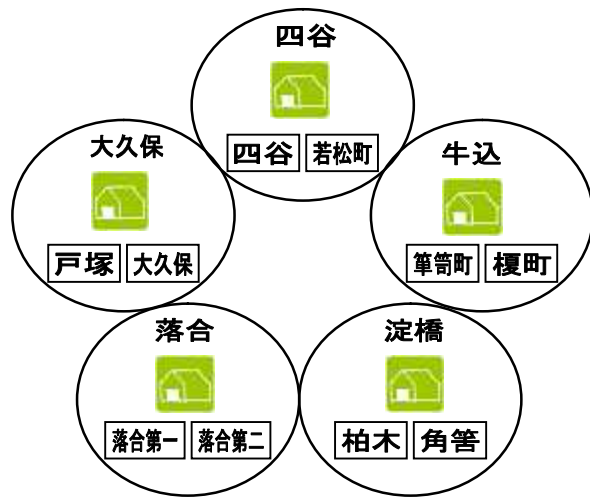 四谷
四谷 若松町
大久保
戸塚 大久保
牛込
箪笥町 榎町
落合
落合第一 落合第二
淀橋
柏木 角筈